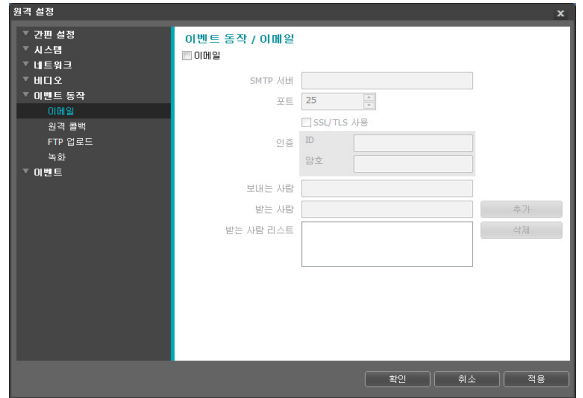 원격 설정
x
간편 설정
시스템
네트워크
비디오
이벤트 동작
이메일
원격 콜백
FTP 업로드
녹화
이벤트
이벤트 동작 / 이메일
이메일
SMTP 서버
포트 25
SSL/TLS 사용
인증 ID
암호
보내는 사람
받는 사람 추가
받는 사람 리스트 삭제
확인 취소 적용